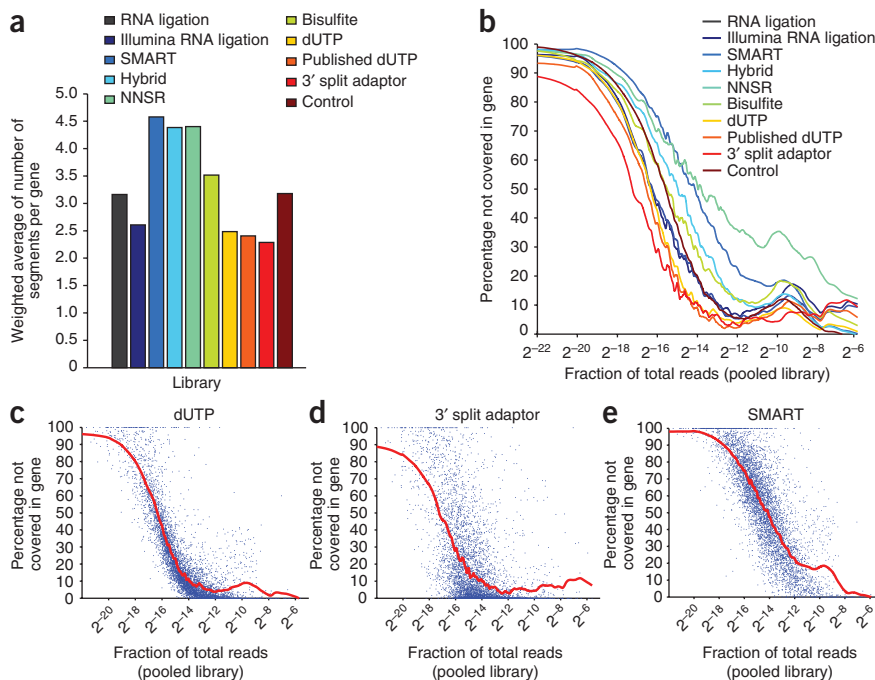 a
RNA ligation
Illumina RNA ligation
SMART
Hybrid
NNSR
Bisulfite
dUTP
Published dUTP
3′ split adaptor
Control
Weighted average of number of
segments per gene
5.0
4.5
4.0
3.5
3.0
2.5
2.0
1.5
1.0
0.5
0
Library
b
RNA ligation
Illumina RNA ligation
SMART
Hybrid
NNSR
Bisulfite
dUTP
Published dUTP
3′ split adaptor
Control
Percentage not covered in gene
100
90
80
70
60
50
40
30
20
10
0
2–22 2–20 2–18 2–16 2–14 2–12 2–10 2–8 2–6
Fraction of total reads (pooled library)
c
dUTP
Percentage not
covered in gene
100
90
80
70
60
50
40
30
20
10
0
2–20 2–18 2–16 2–14 2–12 2–10 2–8 2–6
Fraction of total reads
(pooled library)
d
3′ split adaptor
Percentage not
covered in gene
100
90
80
70
60
50
40
30
20
10
0
2–20 2–18 2–16 2–14 2–12 2–10 2–8 2–6
Fraction of total reads
(pooled library)
e
SMART
Percentage not
covered in gene
100
90
80
70
60
50
40
30
20
10
0
2–20 2–18 2–16 2–14 2–12 2–10 2–8 2–6
Fraction of total reads
(pooled library)